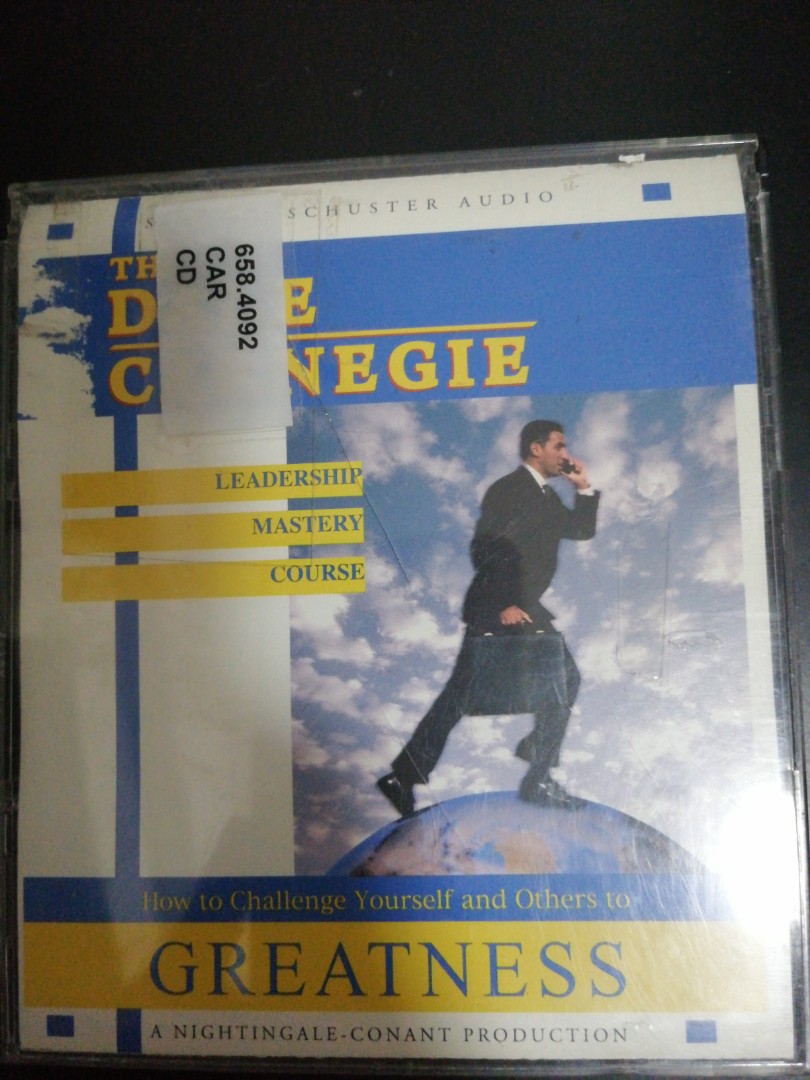 SCHUSTER AUDIO
658.4092
CAR
CD
LEADERSHIP
MASTERY
COURSE
How to Challenge Yourself and Others to
GREATNESS
A NIGHTINGALE-CONANT PRODUCTION